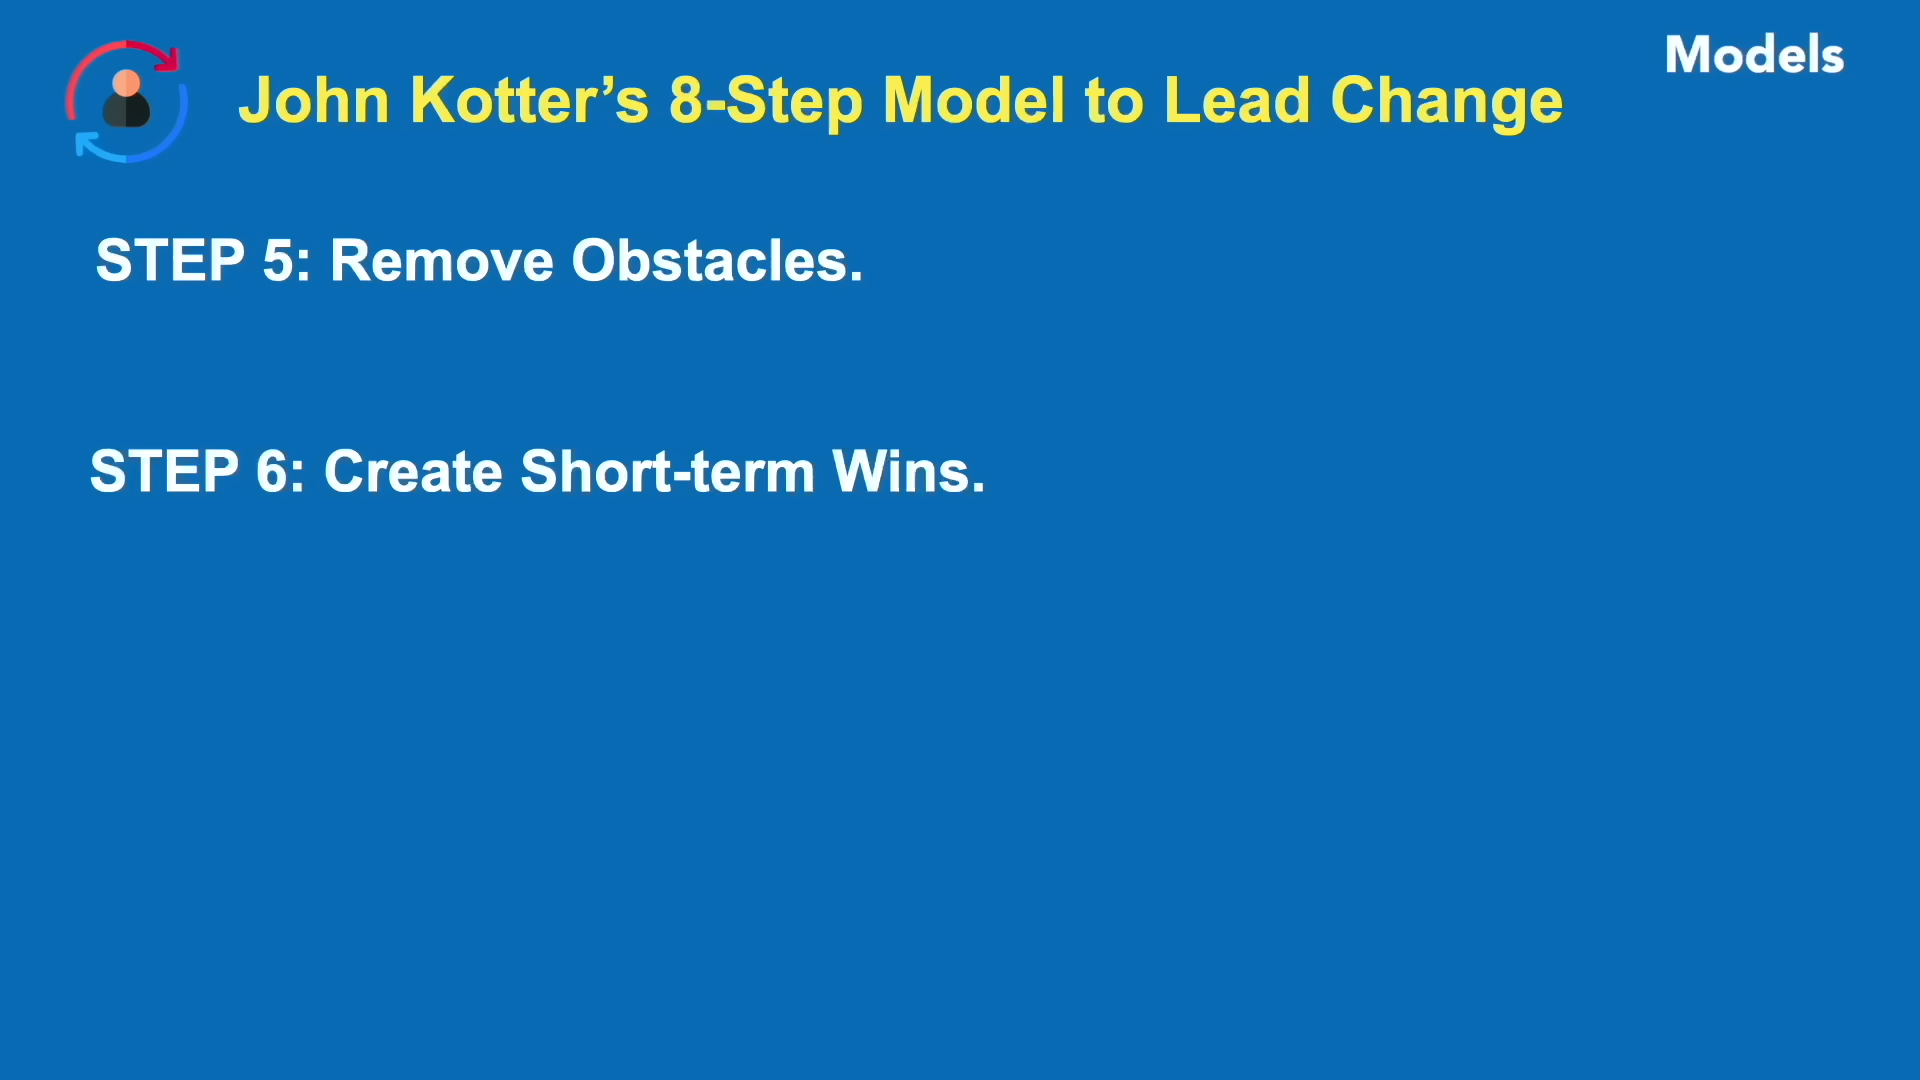 Models
John Kotter’s 8-Step Model to Lead Change
STEP 5: Remove Obstacles.
STEP 6: Create Short-term Wins.